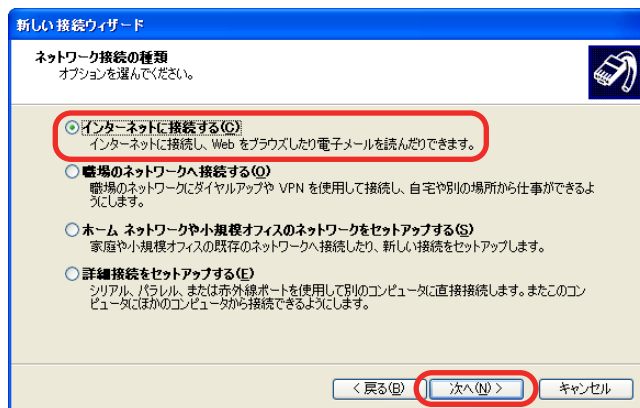 新しい接続ウィザード
ネットワーク接続の種類
オプションを選んでください。
インターネットに接続する(C)
インターネットに接続し、Web をブラウズしたり電子メールを読んだりできます。
職場のネットワークへ接続する(O)
職場のネットワークにダイヤルアップや VPN を使用して接続し、自宅や別の場所から仕事ができるよ
うにします。
ホーム ネットワークや小規模オフィスのネットワークをセットアップする(S)
家庭や小規模オフィスの既存のネットワークへ接続したり、新しい接続をセットアップします。
詳細接続をセットアップする(E)
シリアル、パラレル、または赤外線ポートを使用して別のコンピュータに直接接続します。またこのコン
ピュータにほかのコンピュータから接続できるようにします。
< 戻る(B) 次へ(N) > キャンセル